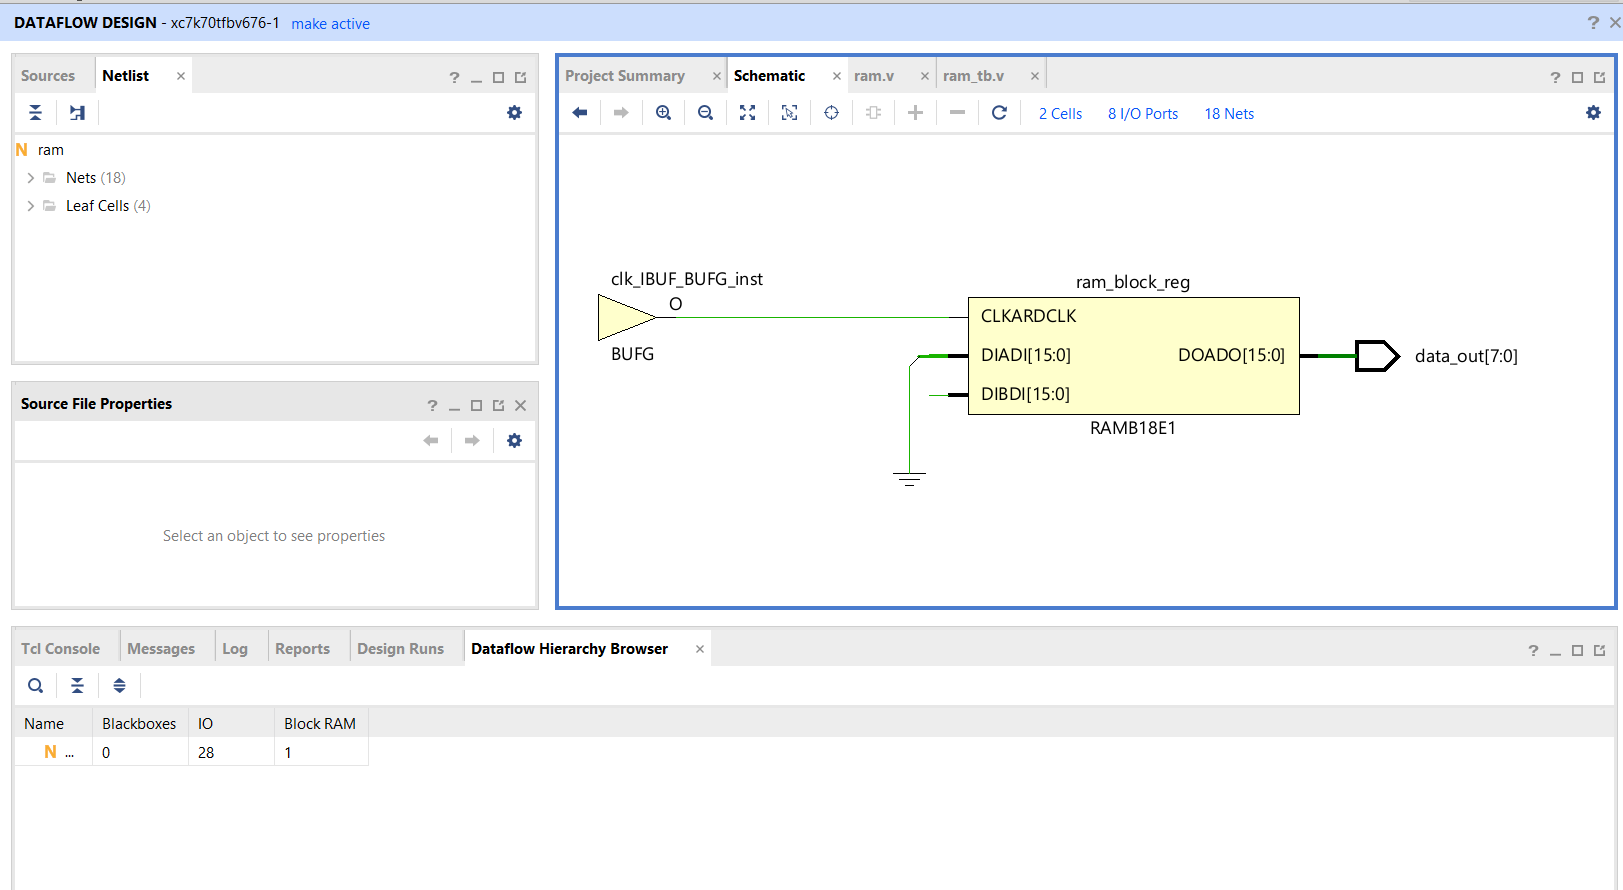 DATAFLOW DESIGN - xc7k70tfbv676-1 make active
Sources Netlist
ram
Nets (18)
Leaf Cells (4)
Source File Properties
Select an object to see properties
Project Summary Schematic ram.v ram_tb.v
2 Cells 8 I/O Ports 18 Nets
clk_IBUF_BUFG_inst
O
BUFG
ram_block_reg
CLKARDCLK
DIADI[15:0] DOADO[15:0]
DIBDI[15:0]
RAMB18E1
data_out[7:0]
Tcl Console Messages Log Reports Design Runs Dataflow Hierarchy Browser
Name Blackboxes IO Block RAM
N ... 0 28 1